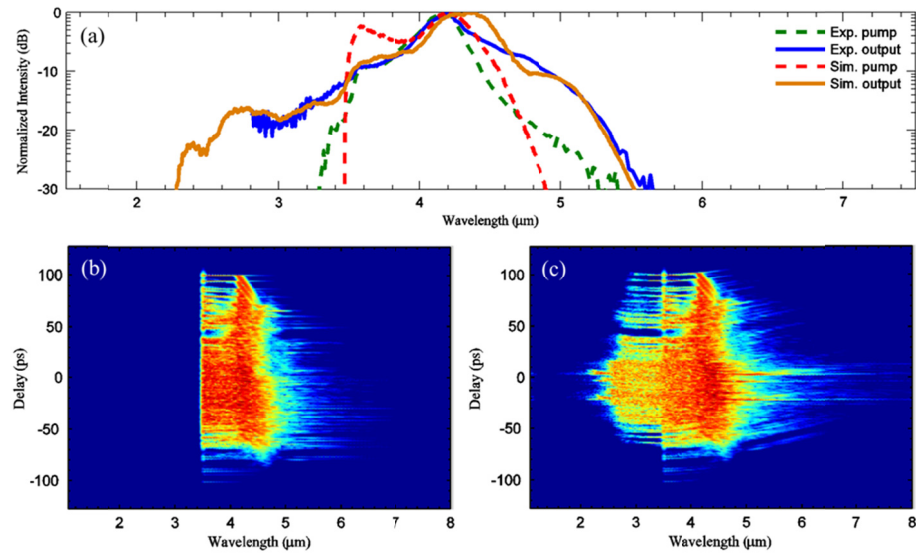 (a)
Normalized Intensity (dB)
0
-10
-20
-30
Exp. pump
Exp. output
Sim. pump
Sim. output
2 3 4 5 6 7
Wavelength (μm)
(b)
Delay (ps)
100
50
0
-50
-100
2 3 4 5 6 7 8
Wavelength (μm)
(c)
Delay (ps)
100
50
0
-50
-100
2 3 4 5 6 7 8
Wavelength (μm)